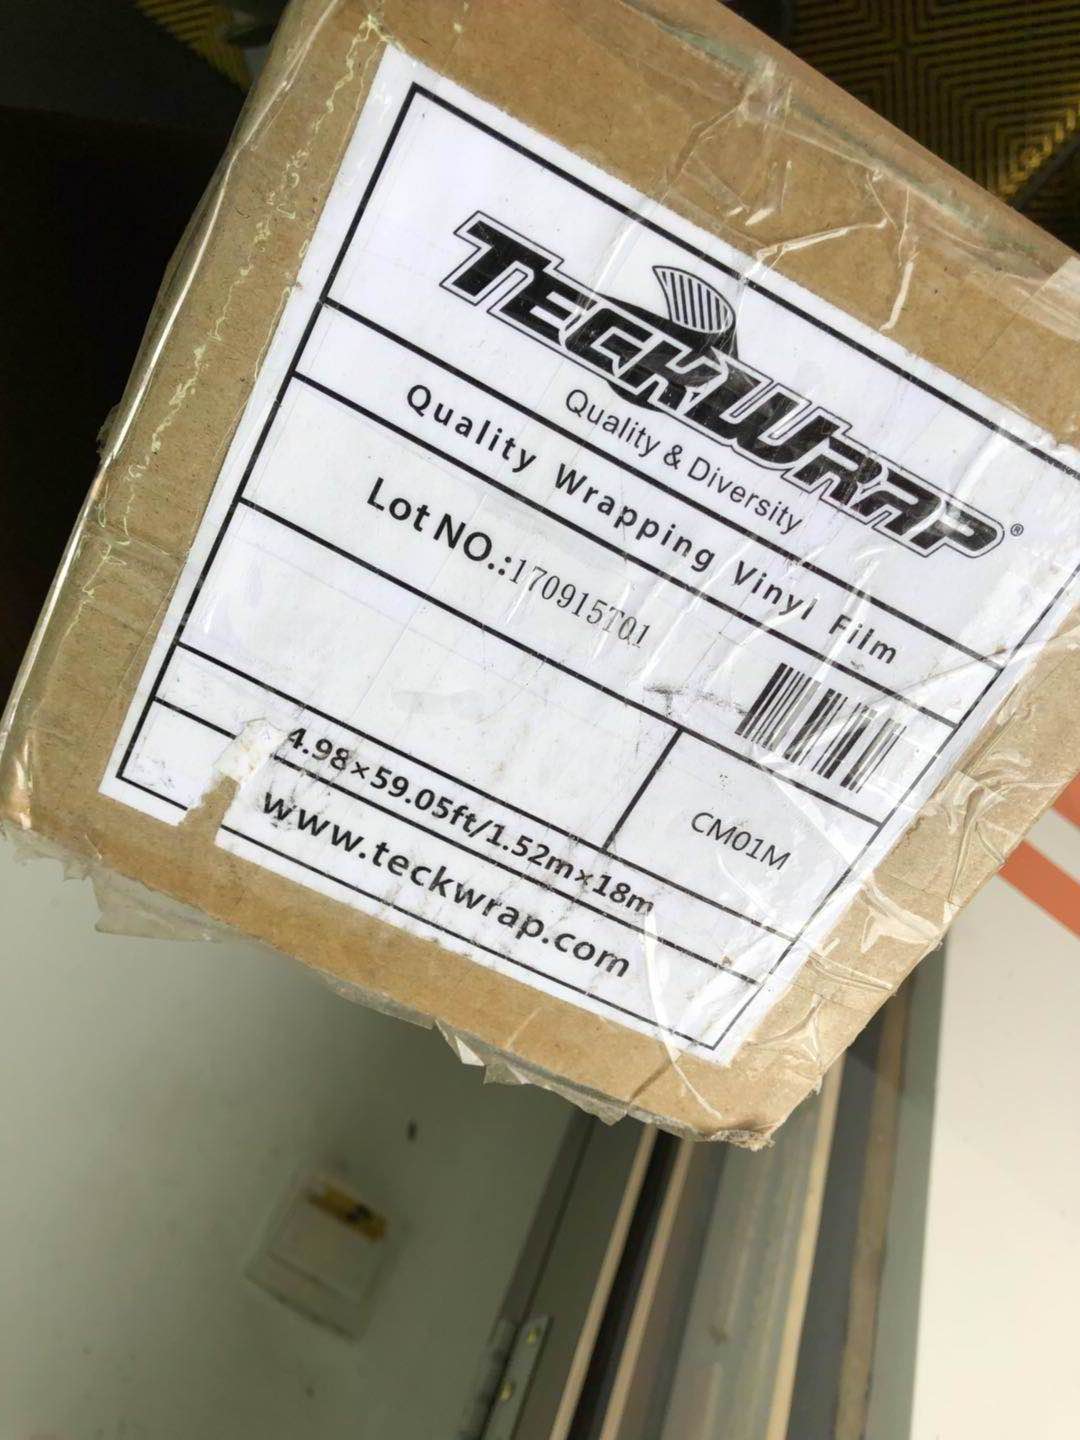 TECKWRAP®
Quality & Diversity
Quality Wrapping Vinyl Film
Lot NO.:170915T01
CM01M
4.98×59.05ft/1.52m×18m
www.teckwrap.com